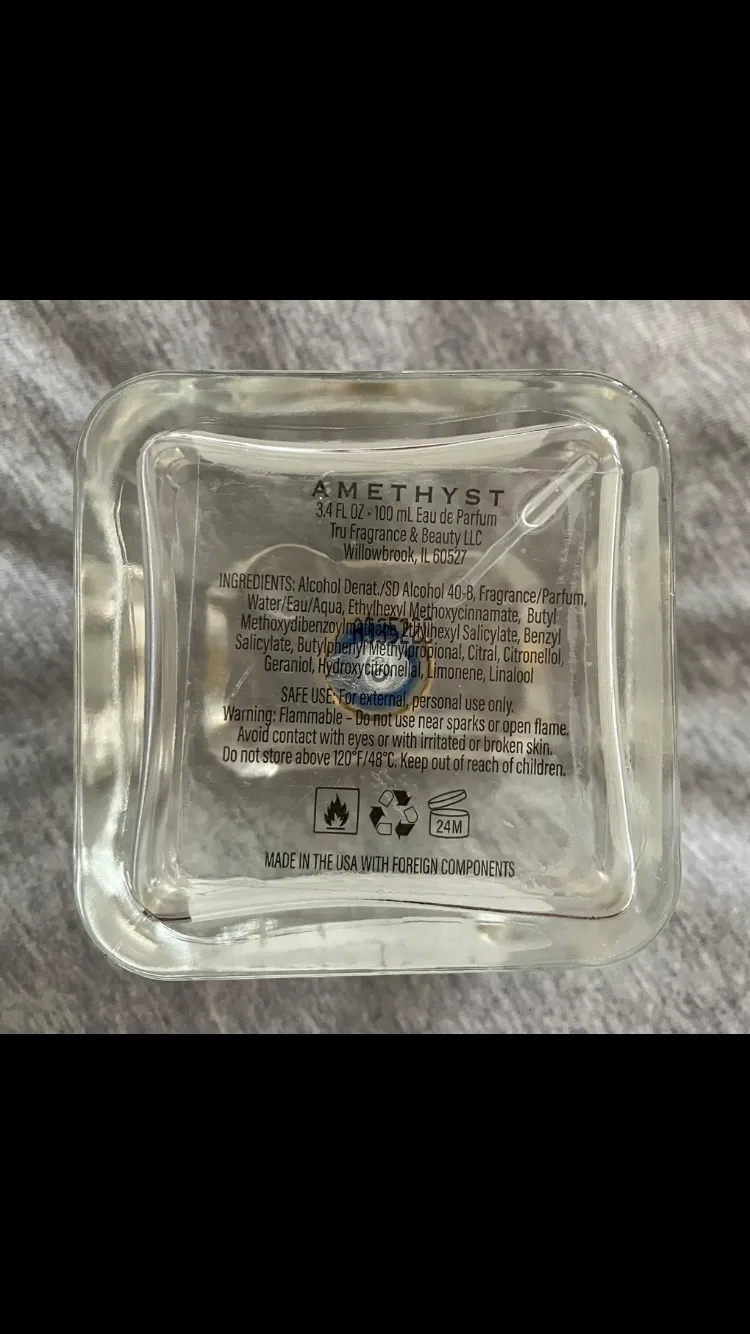 AMETHYST
3.4 FL OZ · 100 mL Eau de Parfum
Tru Fragrance & Beauty LLC
Willowbrook, IL 60527
INGREDIENTS: Alcohol Denat./SD Alcohol 40-B, Fragrance/Parfum,
Water/Eau/Aqua, Ethylhexyl Methoxycinnamate, Butyl
Methoxydibenzoylmethane, Ethylhexyl Salicylate, Benzyl
Salicylate, Butylphenyl Methylpropional, Citral, Citronellol,
Geraniol, Hydroxycitronellal, Limonene, Linalool
SAFE USE: For external, personal use only.
Warning: Flammable – Do not use near sparks or open flame.
Avoid contact with eyes or with irritated or broken skin.
Do not store above 120°F/48°C. Keep out of reach of children.
24M
MADE IN THE USA WITH FOREIGN COMPONENTS